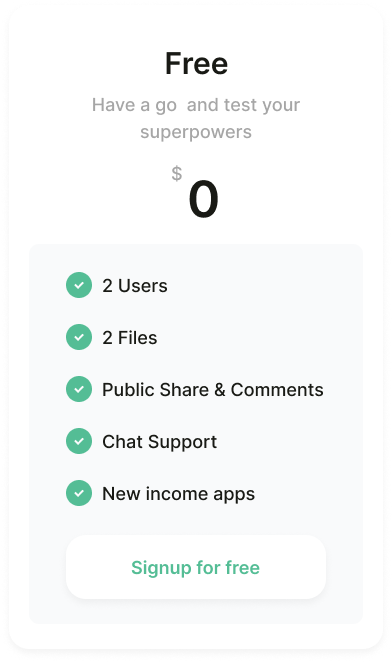 Free
Have a go  and test your
superpowers
$
0
2 Users
2 Files
Public Share & Comments
Chat Support
New income apps
Signup for free